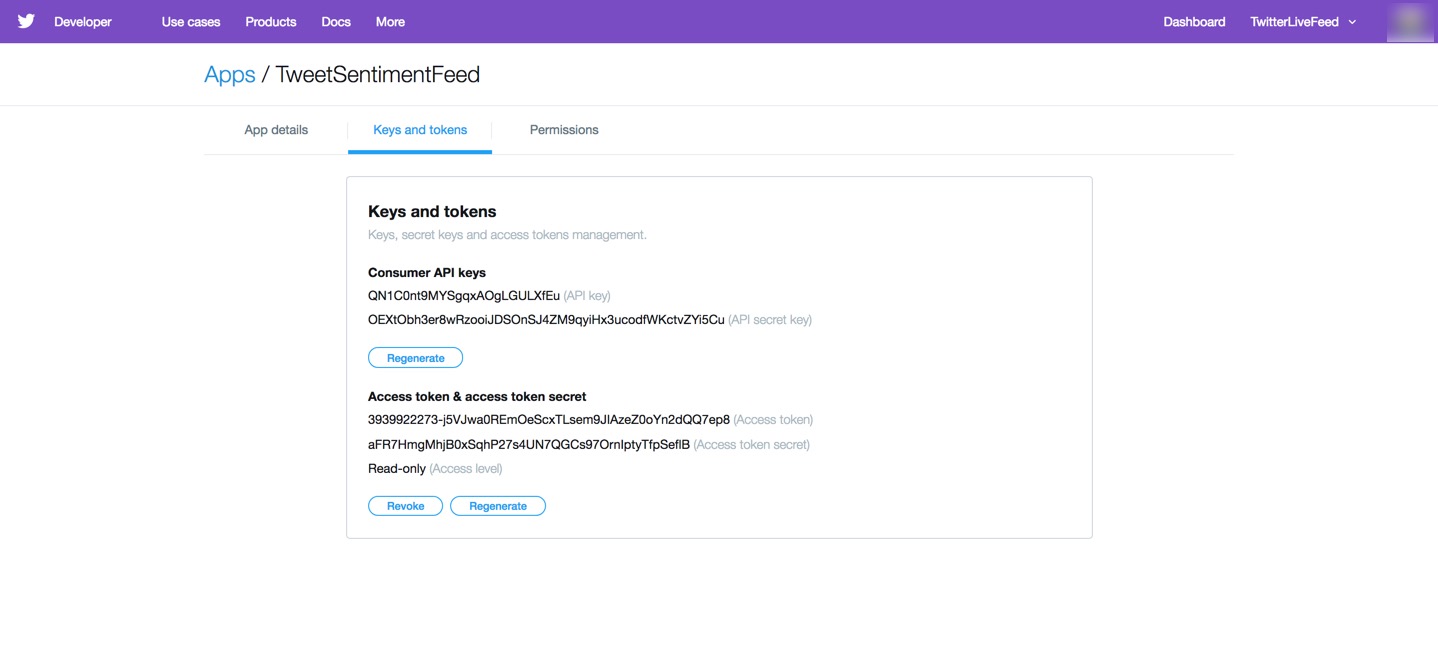 Developer Use cases Products Docs More Dashboard TwitterLiveFeed
Apps / TweetSentimentFeed
App details Keys and tokens Permissions
Keys and tokens
Keys, secret keys and access tokens management.
Consumer API keys
QN1C0nt9MYSgqxAOgLGULXfEu (API key)
OEXtObh3er8wRzooiJDSOnSJ4ZM9qyiHx3ucodfWKctvZYi5Cu (API secret key)
Regenerate
Access token & access token secret
3939922273-j5VJwa0REmOeScxTLsem9JIAzeZ0oYn2dQQ7ep8 (Access token)
aFR7HmgMhjB0xSqhP27s4UN7QGCs97OrnIptyTfpSeflB (Access token secret)
Read-only (Access level)
Revoke Regenerate